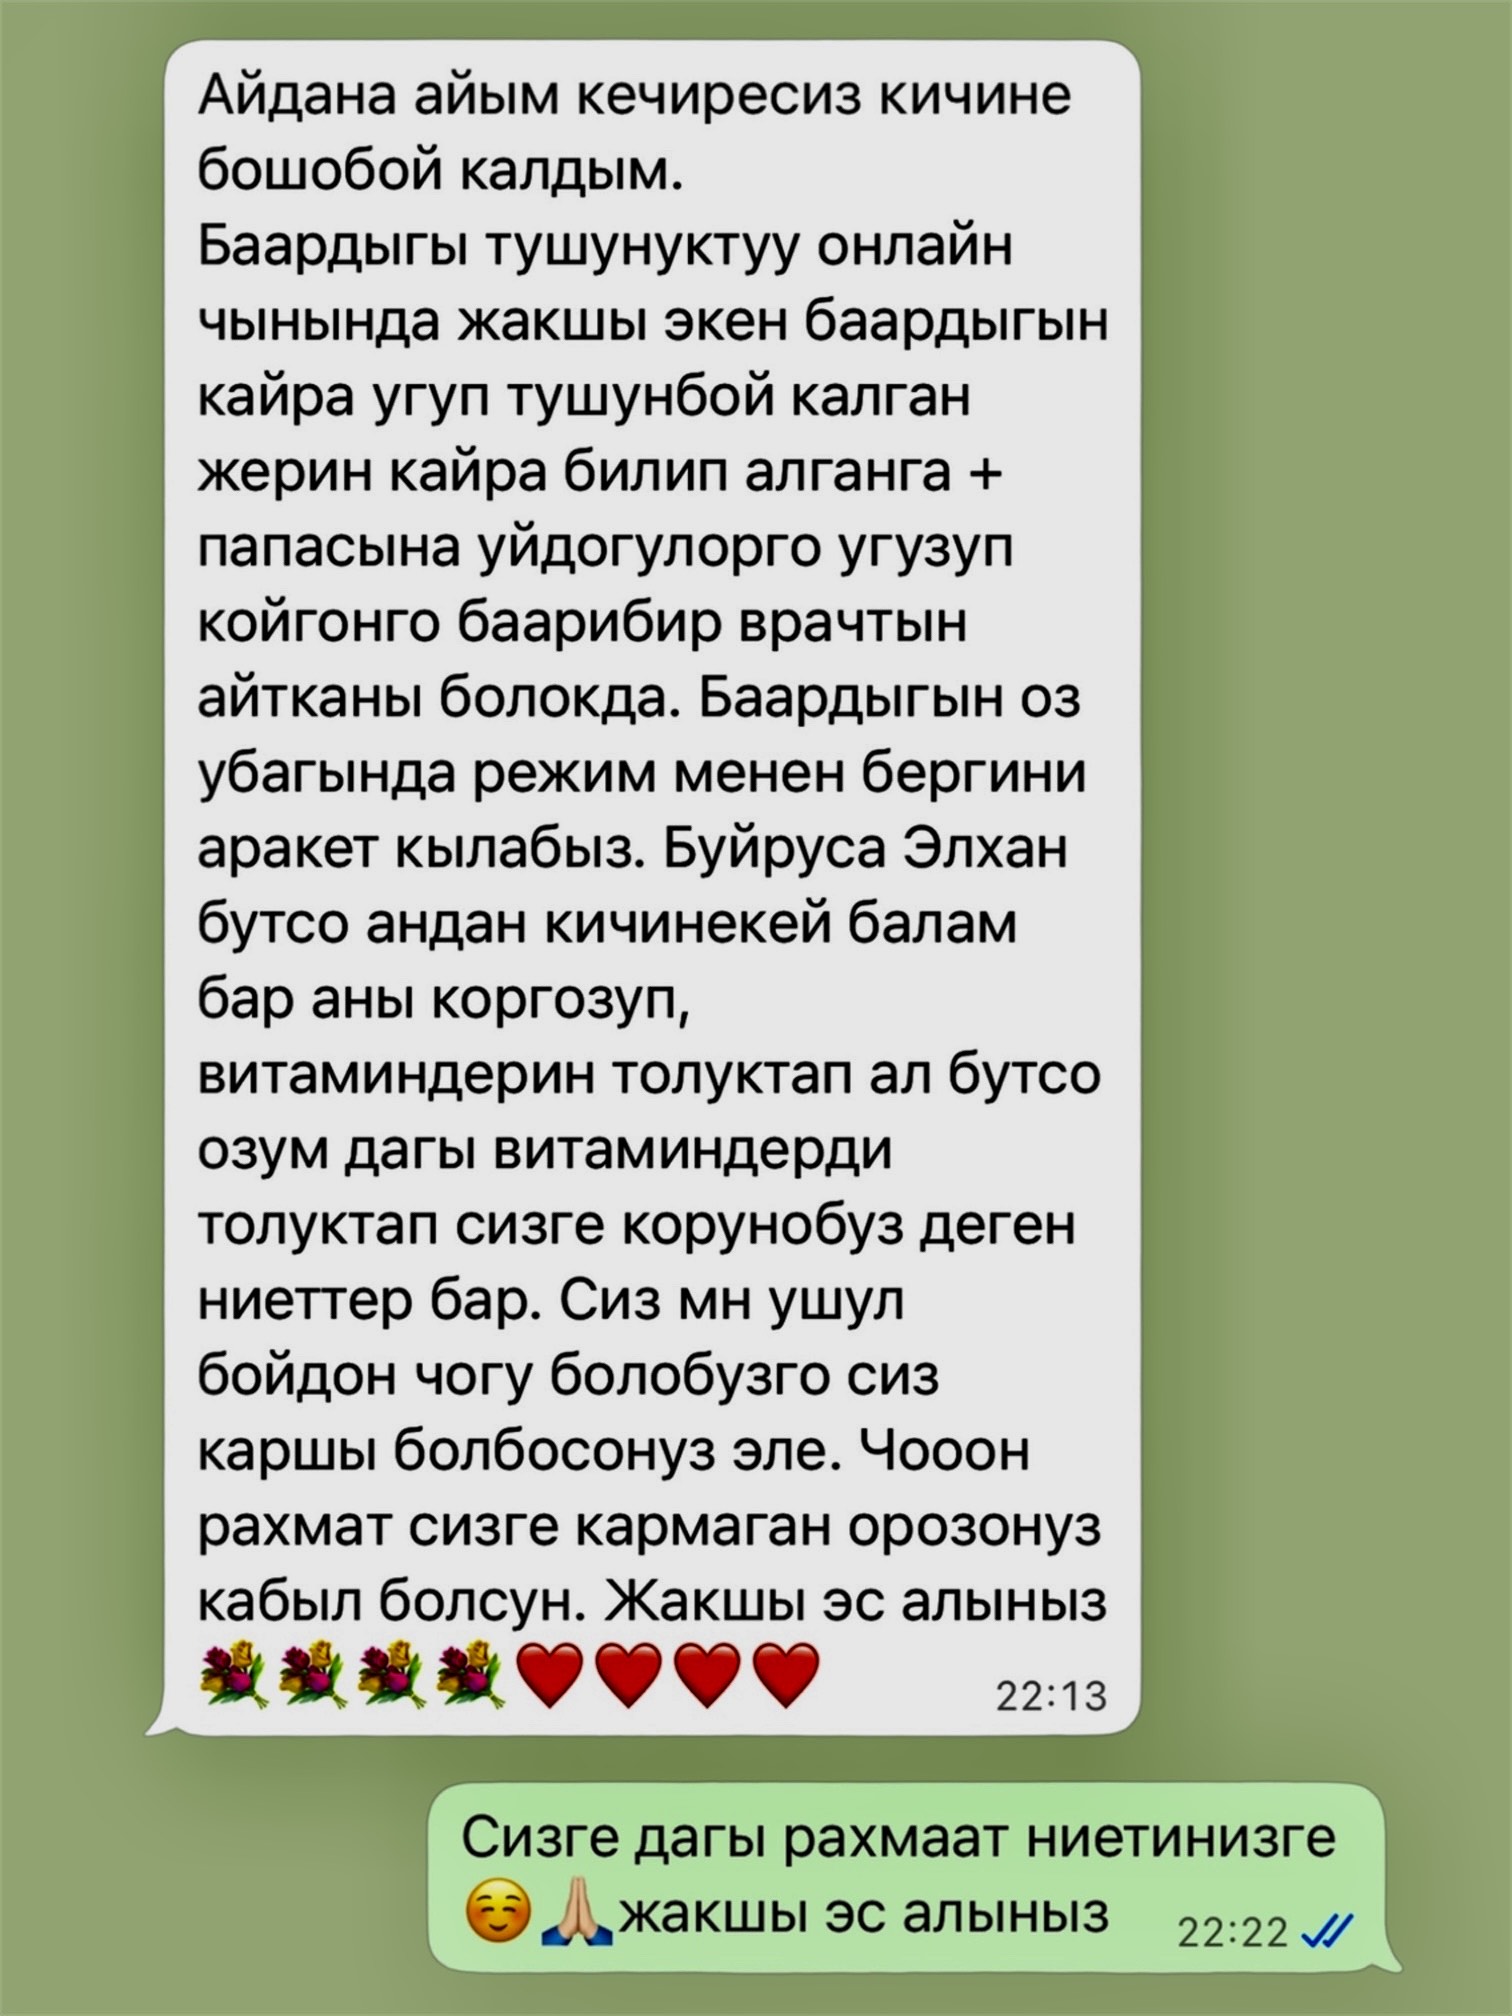 Айдана айым кечиресиз кичине
бошобой калдым.
Баардыгы тушунуктуу онлайн
чынында жакшы экен баардыгын
кайра угуп тушунбой калган
жерин кайра билип алганга +
папасына уйдогулорго угузуп
койгонго баарибир врачтын
айтканы болокда. Баардыгын оз
убагында режим менен бергини
аракет кылабыз. Буйруса Элхан
бутсо андан кичинекей балам
бар аны коргозуп,
витаминдерин толуктап ал бутсо
озум дагы витаминдерди
толуктап сизге корунобуз деген
ниеттер бар. Сиз мн ушул
бойдон чогу болобузго сиз
каршы болбосонуз эле. Чооон
рахмат сизге кармаган орозонуз
кабыл болсун. Жакшы эс алыныз
💐💐💐💐❤️❤️❤️❤️ 22:13
Сизге дагы рахмаат ниетинизге
☺️🙏🏼жакшы эс алыныз 22:22